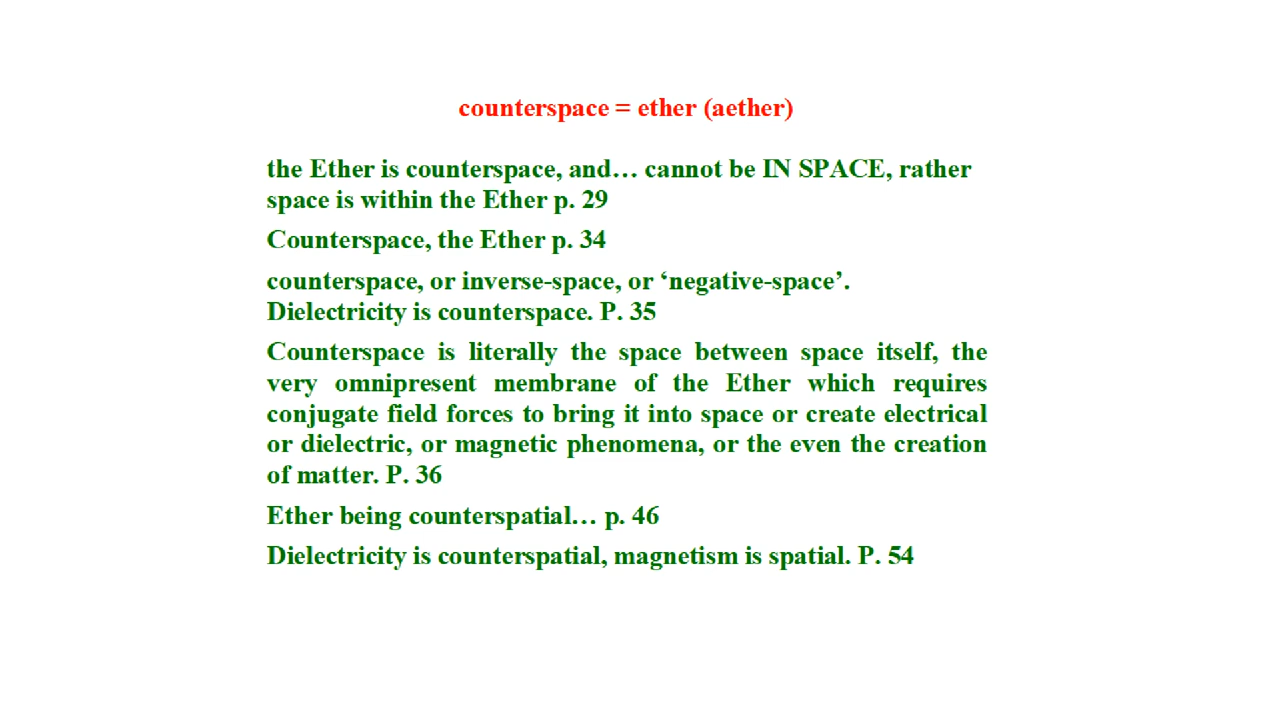 counterspace = ether (aether)
the Ether is counterspace, and… cannot be IN SPACE, rather
space is within the Ether p. 29
Counterspace, the Ether p. 34
counterspace, or inverse-space, or ‘negative-space’.
Dielectricity is counterspace. P. 35
Counterspace is literally the space between space itself, the
very omnipresent membrane of the Ether which requires
conjugate field forces to bring it into space or create electrical
or dielectric, or magnetic phenomena, or the even the creation
of matter. P. 36
Ether being counterspatial… p. 46
Dielectricity is counterspatial, magnetism is spatial. P. 54